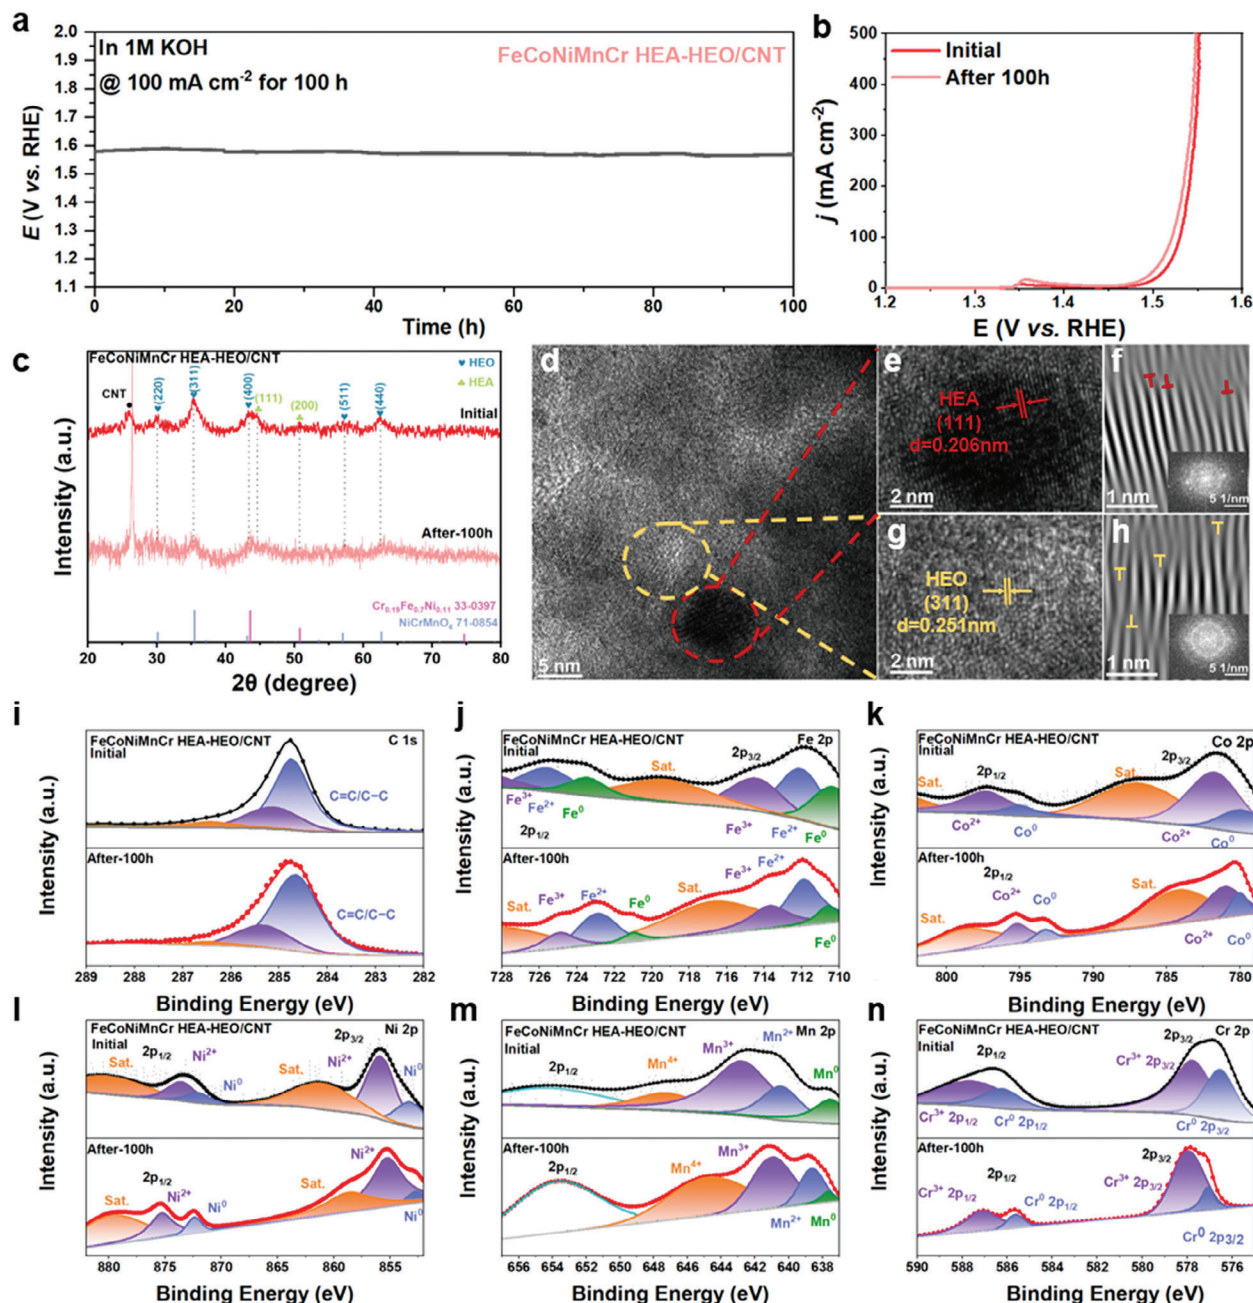 a
In 1M KOH
@ 100 mA cm⁻² for 100 h
FeCoNiMnCr HEA-HEO/CNT
E (V vs. RHE)
2.0
1.9
1.8
1.7
1.6
1.5
1.4
1.3
1.2
1.1
0 20 40 60 80 100
Time (h)
b
Initial
After 100h
j (mA cm⁻²)
500
400
300
200
100
0
1.2 1.3 1.4 1.5 1.6
E (V vs. RHE)
c
FeCoNiMnCr HEA-HEO/CNT
♥ HEO
♣ HEA
CNT
(220)
(311)
(400)
(111)
(200)
(511)
(440)
Initial
After-100h
Cr₀.₁₉Fe₀.₇Ni₀.₁₁ 33-0397
Intensity (a.u.)
20 30 40 50 60 70 80
2θ (degree)
d
5 nm
e
HEA
(111)
d=0.206nm
2 nm
f
1 nm
5 1/nm
g
HEO
(311)
d=0.251nm
2 nm
h
1 nm
5 1/nm
i
FeCoNiMnCr HEA-HEO/CNT
C 1s
Initial
C=C/C−C
After-100h
C=C/C−C
Intensity (a.u.)
289 288 287 286 285 284 283 282
Binding Energy (eV)
j
FeCoNiMnCr HEA-HEO/CNT
Fe 2p
Initial
2p₃/₂
Sat.
Fe³⁺
Fe²⁺
Fe⁰
2p₁/₂
Fe³⁺
Fe²⁺
Fe⁰
After-100h
Sat.
Fe³⁺
Fe²⁺
Fe⁰
Sat.
Fe³⁺
Fe²⁺
Fe⁰
Intensity (a.u.)
728 726 724 722 720 718 716 714 712 710
Binding Energy (eV)
k
FeCoNiMnCr HEA-HEO/CNT
Co 2p
Initial
Sat.
2p₁/₂
Sat.
2p₃/₂
Co²⁺
Co⁰
Co²⁺
Co⁰
After-100h
2p₁/₂
Co²⁺
Co⁰
Sat.
Sat.
Co²⁺
Co⁰
Intensity (a.u.)
800 795 790 785 780
Binding Energy (eV)
l
FeCoNiMnCr HEA-HEO/CNT
Ni 2p
Initial
2p₃/₂
Sat.
2p₁/₂
Ni²⁺
Ni⁰
Sat.
Ni²⁺
Ni⁰
After-100h
Sat.
2p₁/₂
Ni²⁺
Ni⁰
Sat.
Ni²⁺
Ni⁰
Intensity (a.u.)
880 875 870 865 860 855
Binding Energy (eV)
m
FeCoNiMnCr HEA-HEO/CNT
Mn 2p
Initial
2p₁/₂
Mn⁴⁺
Mn³⁺
Mn²⁺
Mn⁰
After-100h
2p₁/₂
Mn⁴⁺
Mn³⁺
Mn²⁺
Mn⁰
Intensity (a.u.)
656 652 648 644 640 636
Binding Energy (eV)
n
FeCoNiMnCr HEA-HEO/CNT
Cr 2p
Initial
2p₃/₂
2p₁/₂
Cr³⁺ 2p₃/₂
Cr³⁺ 2p₁/₂
Cr⁰ 2p₁/₂
Cr⁰ 2p₃/₂
After-100h
2p₃/₂
2p₁/₂
Cr³⁺ 2p₁/₂
Cr⁰ 2p₁/₂
Cr³⁺ 2p₃/₂
Cr⁰ 2p3/2
Intensity (a.u.)
590 588 586 584 582 580 578 576
Binding Energy (eV)